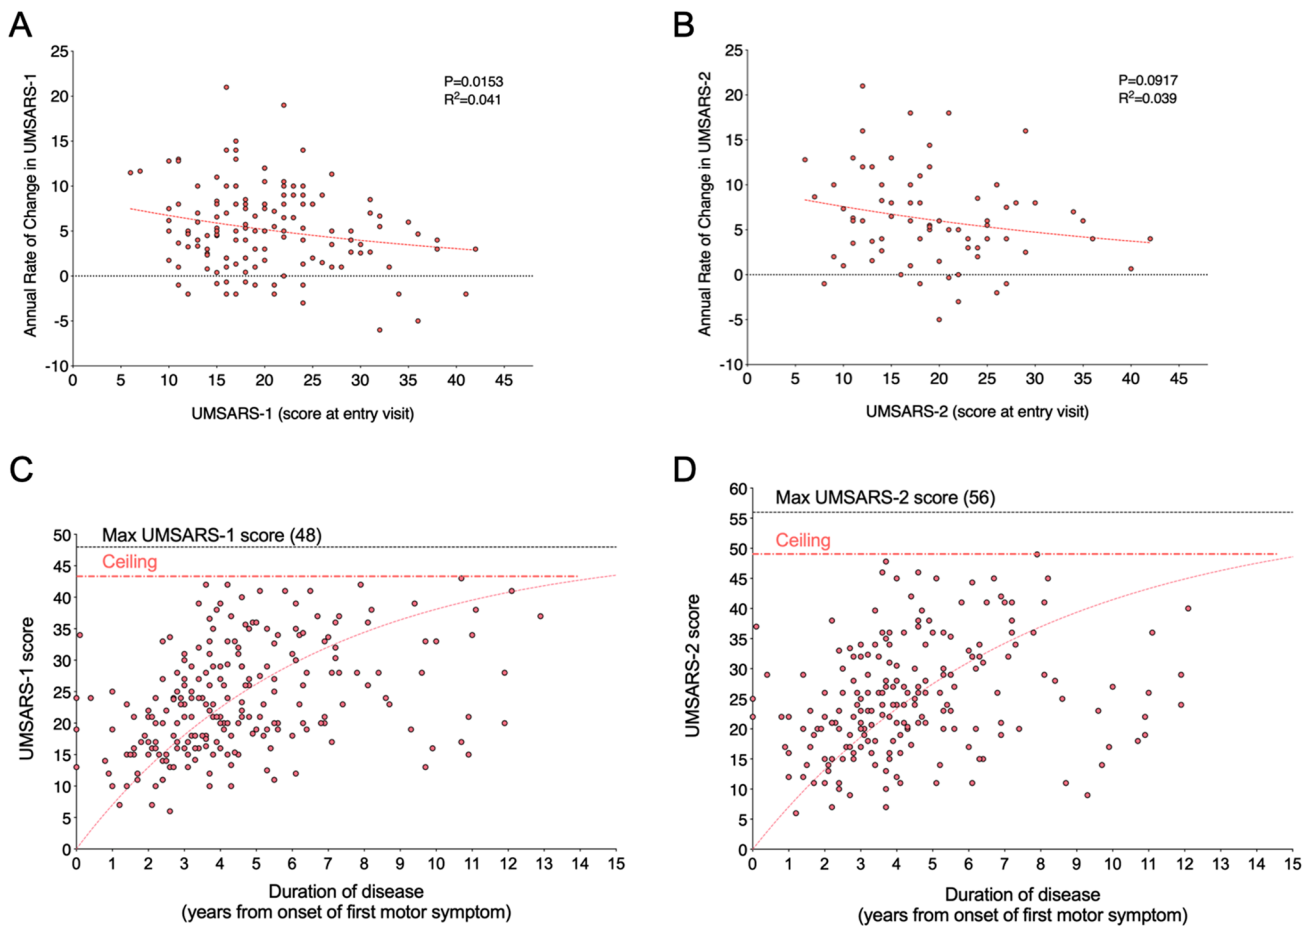 A
25
20
15
10
5
0
-5
-10
Annual Rate of Change in UMSARS-1
P=0.0153
R²=0.041
0 5 10 15 20 25 30 35 40 45
UMSARS-1 (score at entry visit)
B
25
20
15
10
5
0
-5
-10
Annual Rate of Change in UMSARS-2
P=0.0917
R²=0.039
0 5 10 15 20 25 30 35 40 45
UMSARS-2 (score at entry visit)
C
50
45
40
35
30
25
20
15
10
5
0
UMSARS-1 score
Max UMSARS-1 score (48)
Ceiling
0 1 2 3 4 5 6 7 8 9 10 11 12 13 14 15
Duration of disease
(years from onset of first motor symptom)
D
60
55
50
45
40
35
30
25
20
15
10
5
0
UMSARS-2 score
Max UMSARS-2 score (56)
Ceiling
0 1 2 3 4 5 6 7 8 9 10 11 12 13 14 15
Duration of disease
(years from onset of first motor symptom)